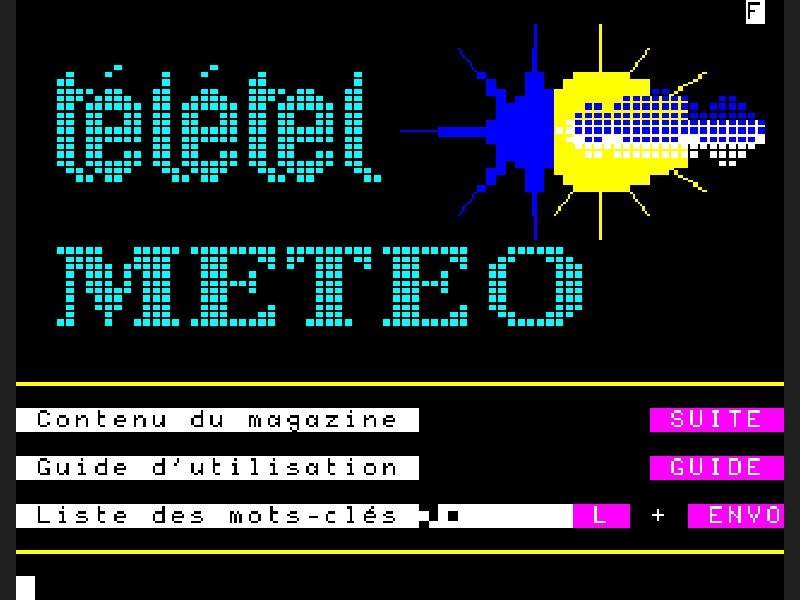 F
télétel
METEO
Contenu du magazine SUITE
Guide d'utilisation GUIDE
Liste des mots-clés L + ENVO